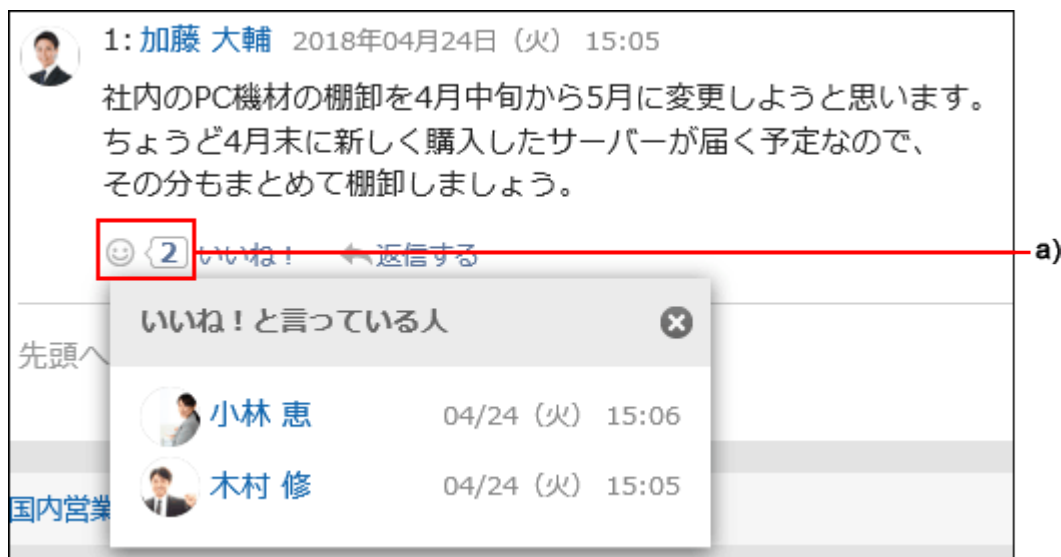 1: 加藤 大輔 2018年04月24日（火） 15:05
社内のPC機材の棚卸を4月中旬から5月に変更しようと思います。
ちょうど4月末に新しく購入したサーバーが届く予定なので、
その分もまとめて棚卸しましょう。
2 いいね！ 返信する
a)
いいね！と言っている人
先頭へ
小林 恵 04/24（火） 15:06
木村 修 04/24（火） 15:05
国内営業